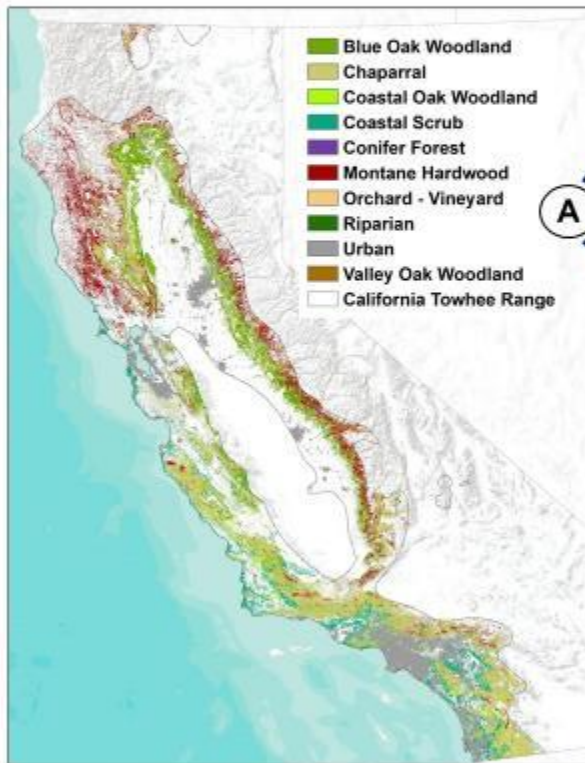 Blue Oak Woodland
Chaparral
Coastal Oak Woodland
Coastal Scrub
Conifer Forest
Montane Hardwood
Orchard - Vineyard
Riparian
Urban
Valley Oak Woodland
California Towhee Range
A